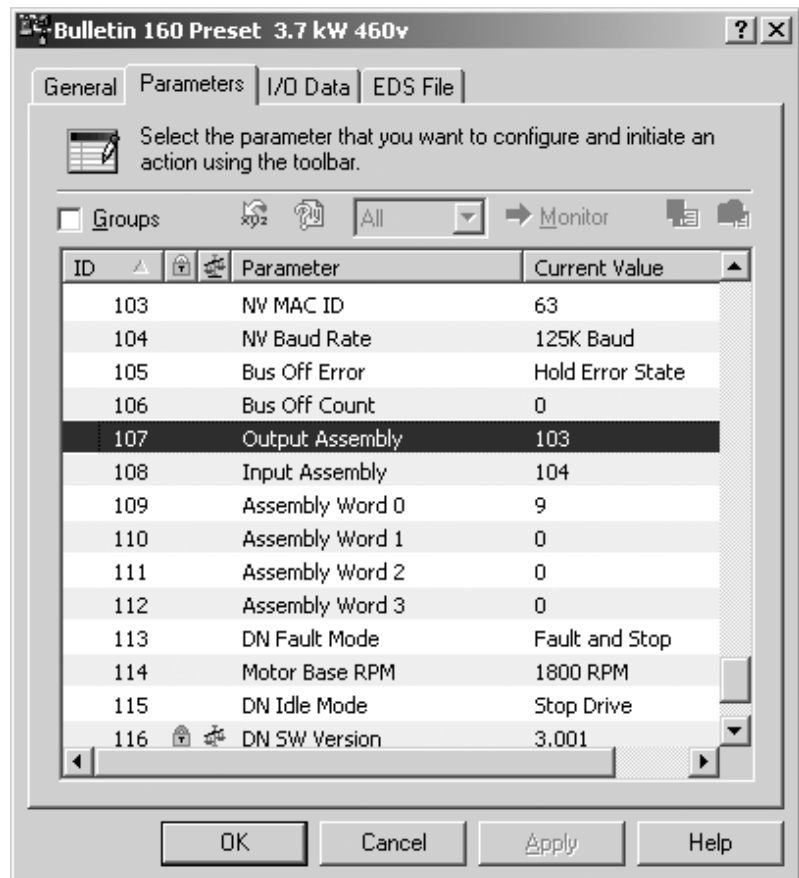 Bulletin 160 Preset 3.7 kW 460v
General Parameters I/O Data EDS File
Select the parameter that you want to configure and initiate an
action using the toolbar.
Groups All Monitor
ID Parameter Current Value
103 NV MAC ID 63
104 NV Baud Rate 125K Baud
105 Bus Off Error Hold Error State
106 Bus Off Count 0
107 Output Assembly 103
108 Input Assembly 104
109 Assembly Word 0 9
110 Assembly Word 1 0
111 Assembly Word 2 0
112 Assembly Word 3 0
113 DN Fault Mode Fault and Stop
114 Motor Base RPM 1800 RPM
115 DN Idle Mode Stop Drive
116 DN SW Version 3.001
OK Cancel Apply Help